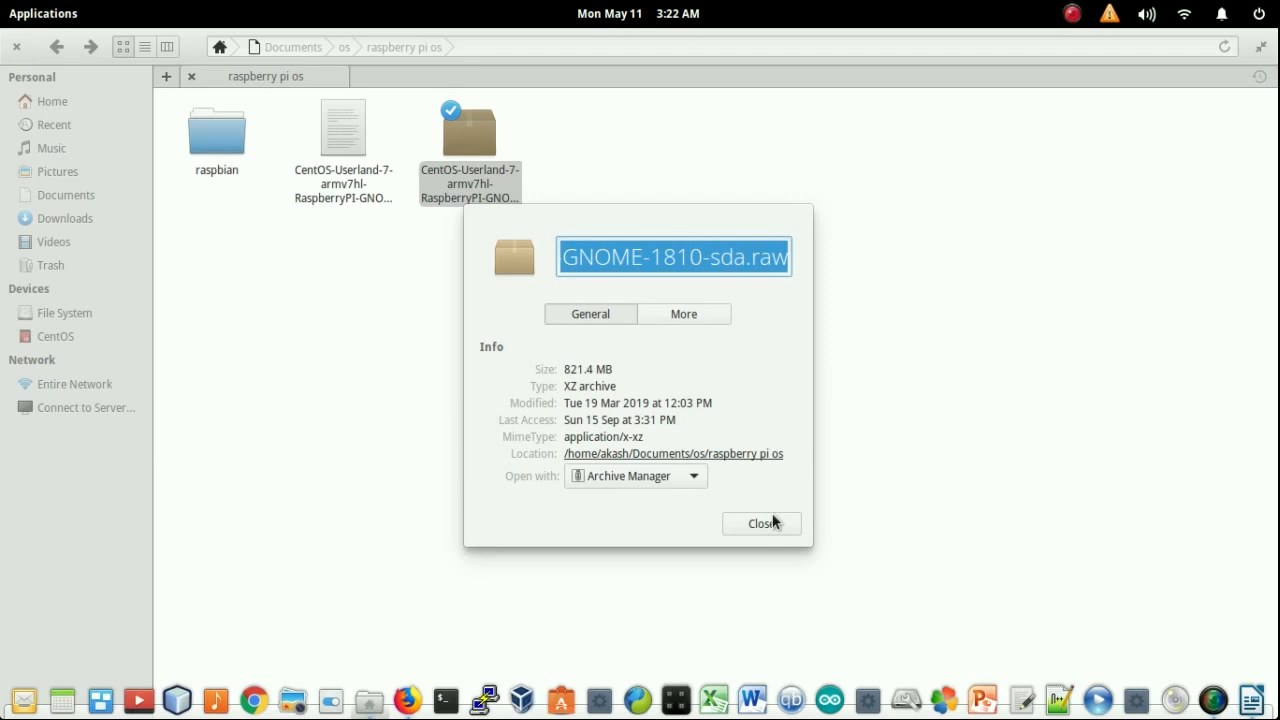 Applications
Mon May 11 3:22 AM
Documents
os
raspberry pi os
raspberry pi os
Personal
Home
Recent
Music
Pictures
Documents
Downloads
Videos
Trash
Devices
File System
CentOS
Network
Entire Network
Connect to Server...
raspbian
CentOS-Userland-7-
armv7hl-
RaspberryPI-GNO...
CentOS-Userland-7-
armv7hl-
RaspberryPI-GNO...
GNOME-1810-sda.raw
General
More
Info
Size: 821.4 MB
Type: XZ archive
Modified: Tue 19 Mar 2019 at 12:03 PM
Last Access: Sun 15 Sep at 3:31 PM
MimeType: application/x-xz
Location: /home/akash/Documents/os/raspberry pi os
Open with: Archive Manager
Close